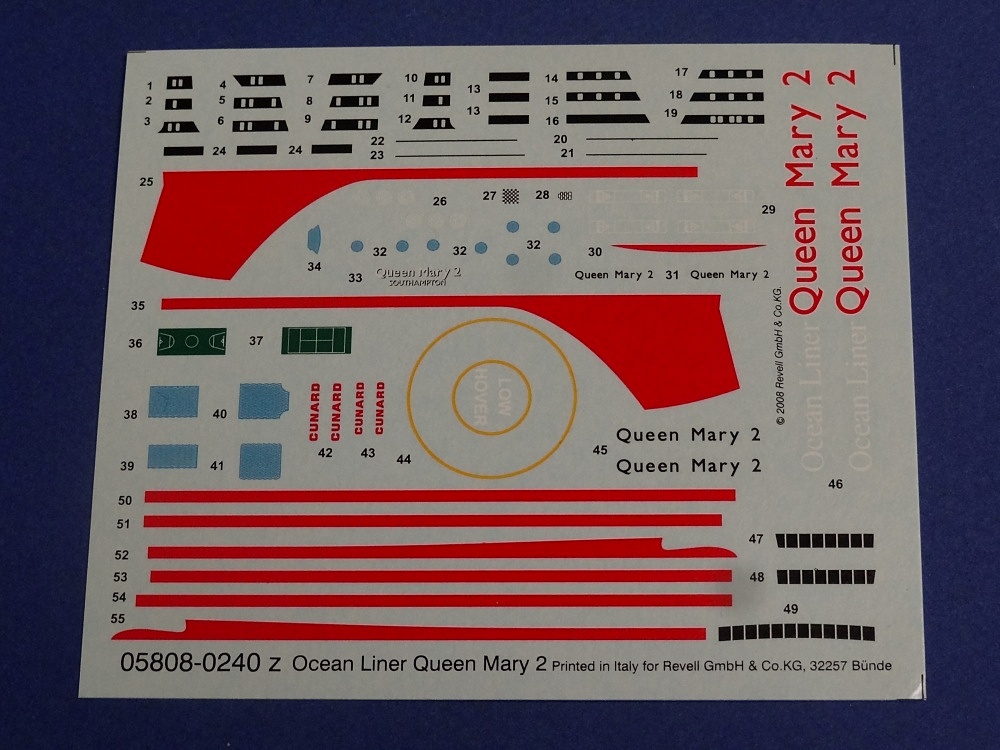 1 4 7 10 13 14 17
2 5 8 11 13 15 18
3 6 9 12 16 19
24 24 22 20
23 21
25 26 27 28 29
34 32 32 32 30
33 Queen Mary 2 Queen Mary 2 31 Queen Mary 2
SOUTHAMPTON
Queen Mary 2
Queen Mary 2
35
36 37
© 2008 Revell GmbH & Co.KG.
Ocean Liner
Ocean Liner
38 40
CUNARD
CUNARD
CUNARD
CUNARD
LOW
HOVER
39 41 42 43 44 45
Queen Mary 2
Queen Mary 2
46
50
51 47
52
53 48
54
55 49
05808-0240 Z Ocean Liner Queen Mary 2 Printed in Italy for Revell GmbH & Co.KG, 32257 Bünde